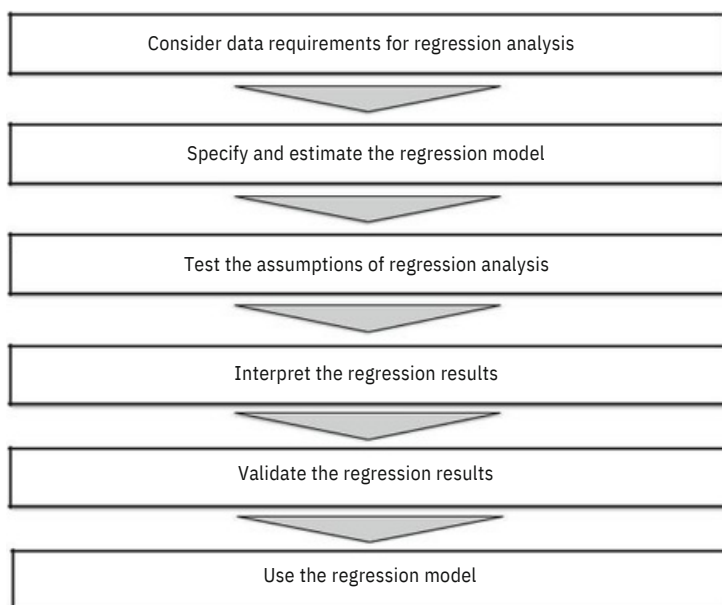 Consider data requirements for regression analysis
Specify and estimate the regression model
Test the assumptions of regression analysis
Interpret the regression results
Validate the regression results
Use the regression model